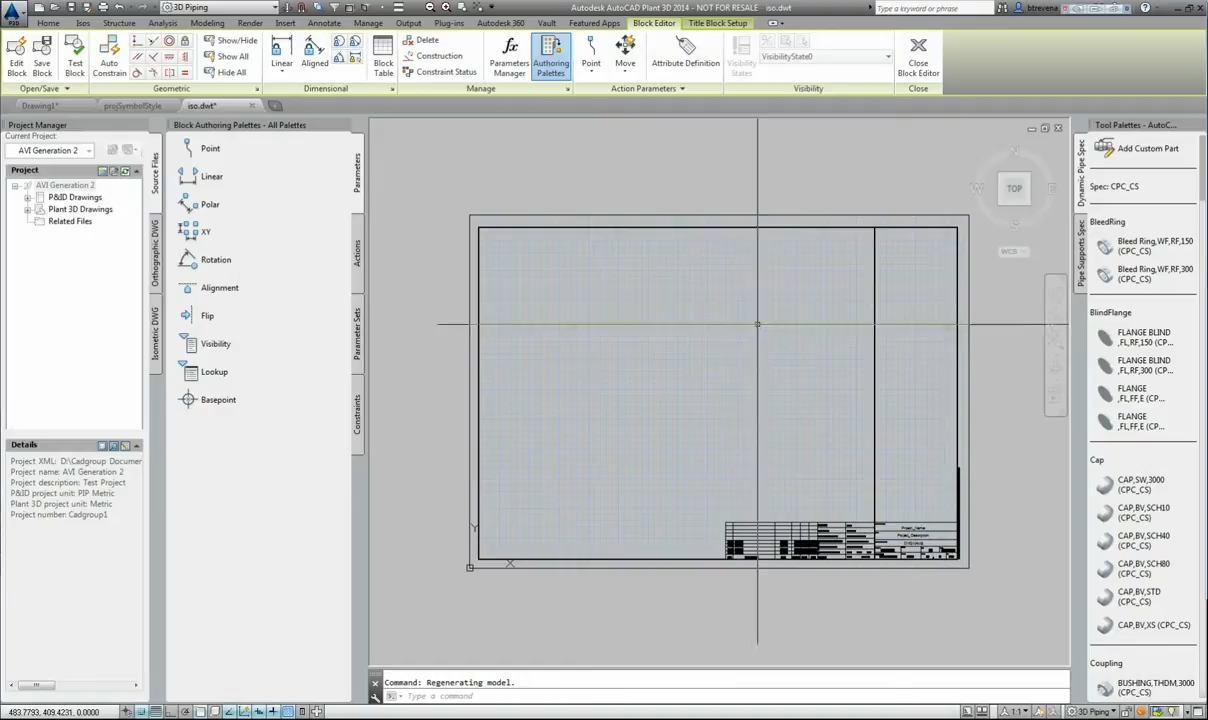 3D Piping
Autodesk AutoCAD Plant 3D 2014 - NOT FOR RESALE iso.dwt
Type a keyword or phrase
btrevena
P3D
Home
Isos
Structure
Analysis
Modeling
Render
Insert
Annotate
Manage
Output
Plug-ins
Autodesk 360
Vault
Featured Apps
Block Editor
Title Block Setup
Edit Block
Save Block
Test Block
Auto Constrain
Show/Hide
Show All
Hide All
Linear
Aligned
Block Table
Delete
Construction
Constraint Status
Parameters Manager
Authoring Palettes
Point
Move
Attribute Definition
Visibility States
VisibilityState0
Close Block Editor
Open/Save
Geometric
Dimensional
Manage
Action Parameters
Visibility
Close
Drawing1*
projSymbolStyle
iso.dwt*
Project Manager
Current Project:
AVI Generation 2
Project
AVI Generation 2
P&ID Drawings
Plant 3D Drawings
Related Files
Source Files
Orthographic DWG
Isometric DWG
Details
Project XML: D:\Cadgroup Documer
Project name: AVI Generation 2
Project description: Test Project
P&ID project unit: PIP Metric
Plant 3D project unit: Metric
Project number: Cadgroup1
Block Authoring Palettes - All Palettes
Point
Linear
Polar
XY
Rotation
Alignment
Flip
Visibility
Lookup
Basepoint
Parameters
Actions
Parameter Sets
Constraints
TOP
WCS
Y
X
Project_Name
Project_Description
Command: Regenerating model.
Type a command
Tool Palettes - AutoC...
Dynamic Pipe Spec
Pipe Supports Spec
Add Custom Part
Spec: CPC_CS
BleedRing
Bleed Ring,WF,RF,150 (CPC_CS)
Bleed Ring,WF,RF,300 (CPC_CS)
BlindFlange
FLANGE BLIND ,FL,RF,150 (CP...
FLANGE BLIND ,FL,RF,300 (CP...
FLANGE ,FL,FF,E (CP...
FLANGE ,FL,FF,E (CP...
Cap
CAP,SW,3000 (CPC_CS)
CAP,BV,SCH10 (CPC_CS)
CAP,BV,SCH40 (CPC_CS)
CAP,BV,SCH80 (CPC_CS)
CAP,BV,STD (CPC_CS)
CAP,BV,XS (CPC_CS)
Coupling
BUSHING,THDM,3000 (CPC_CS)
483.7793, 409.4231, 0.0000
1:1
3D Piping